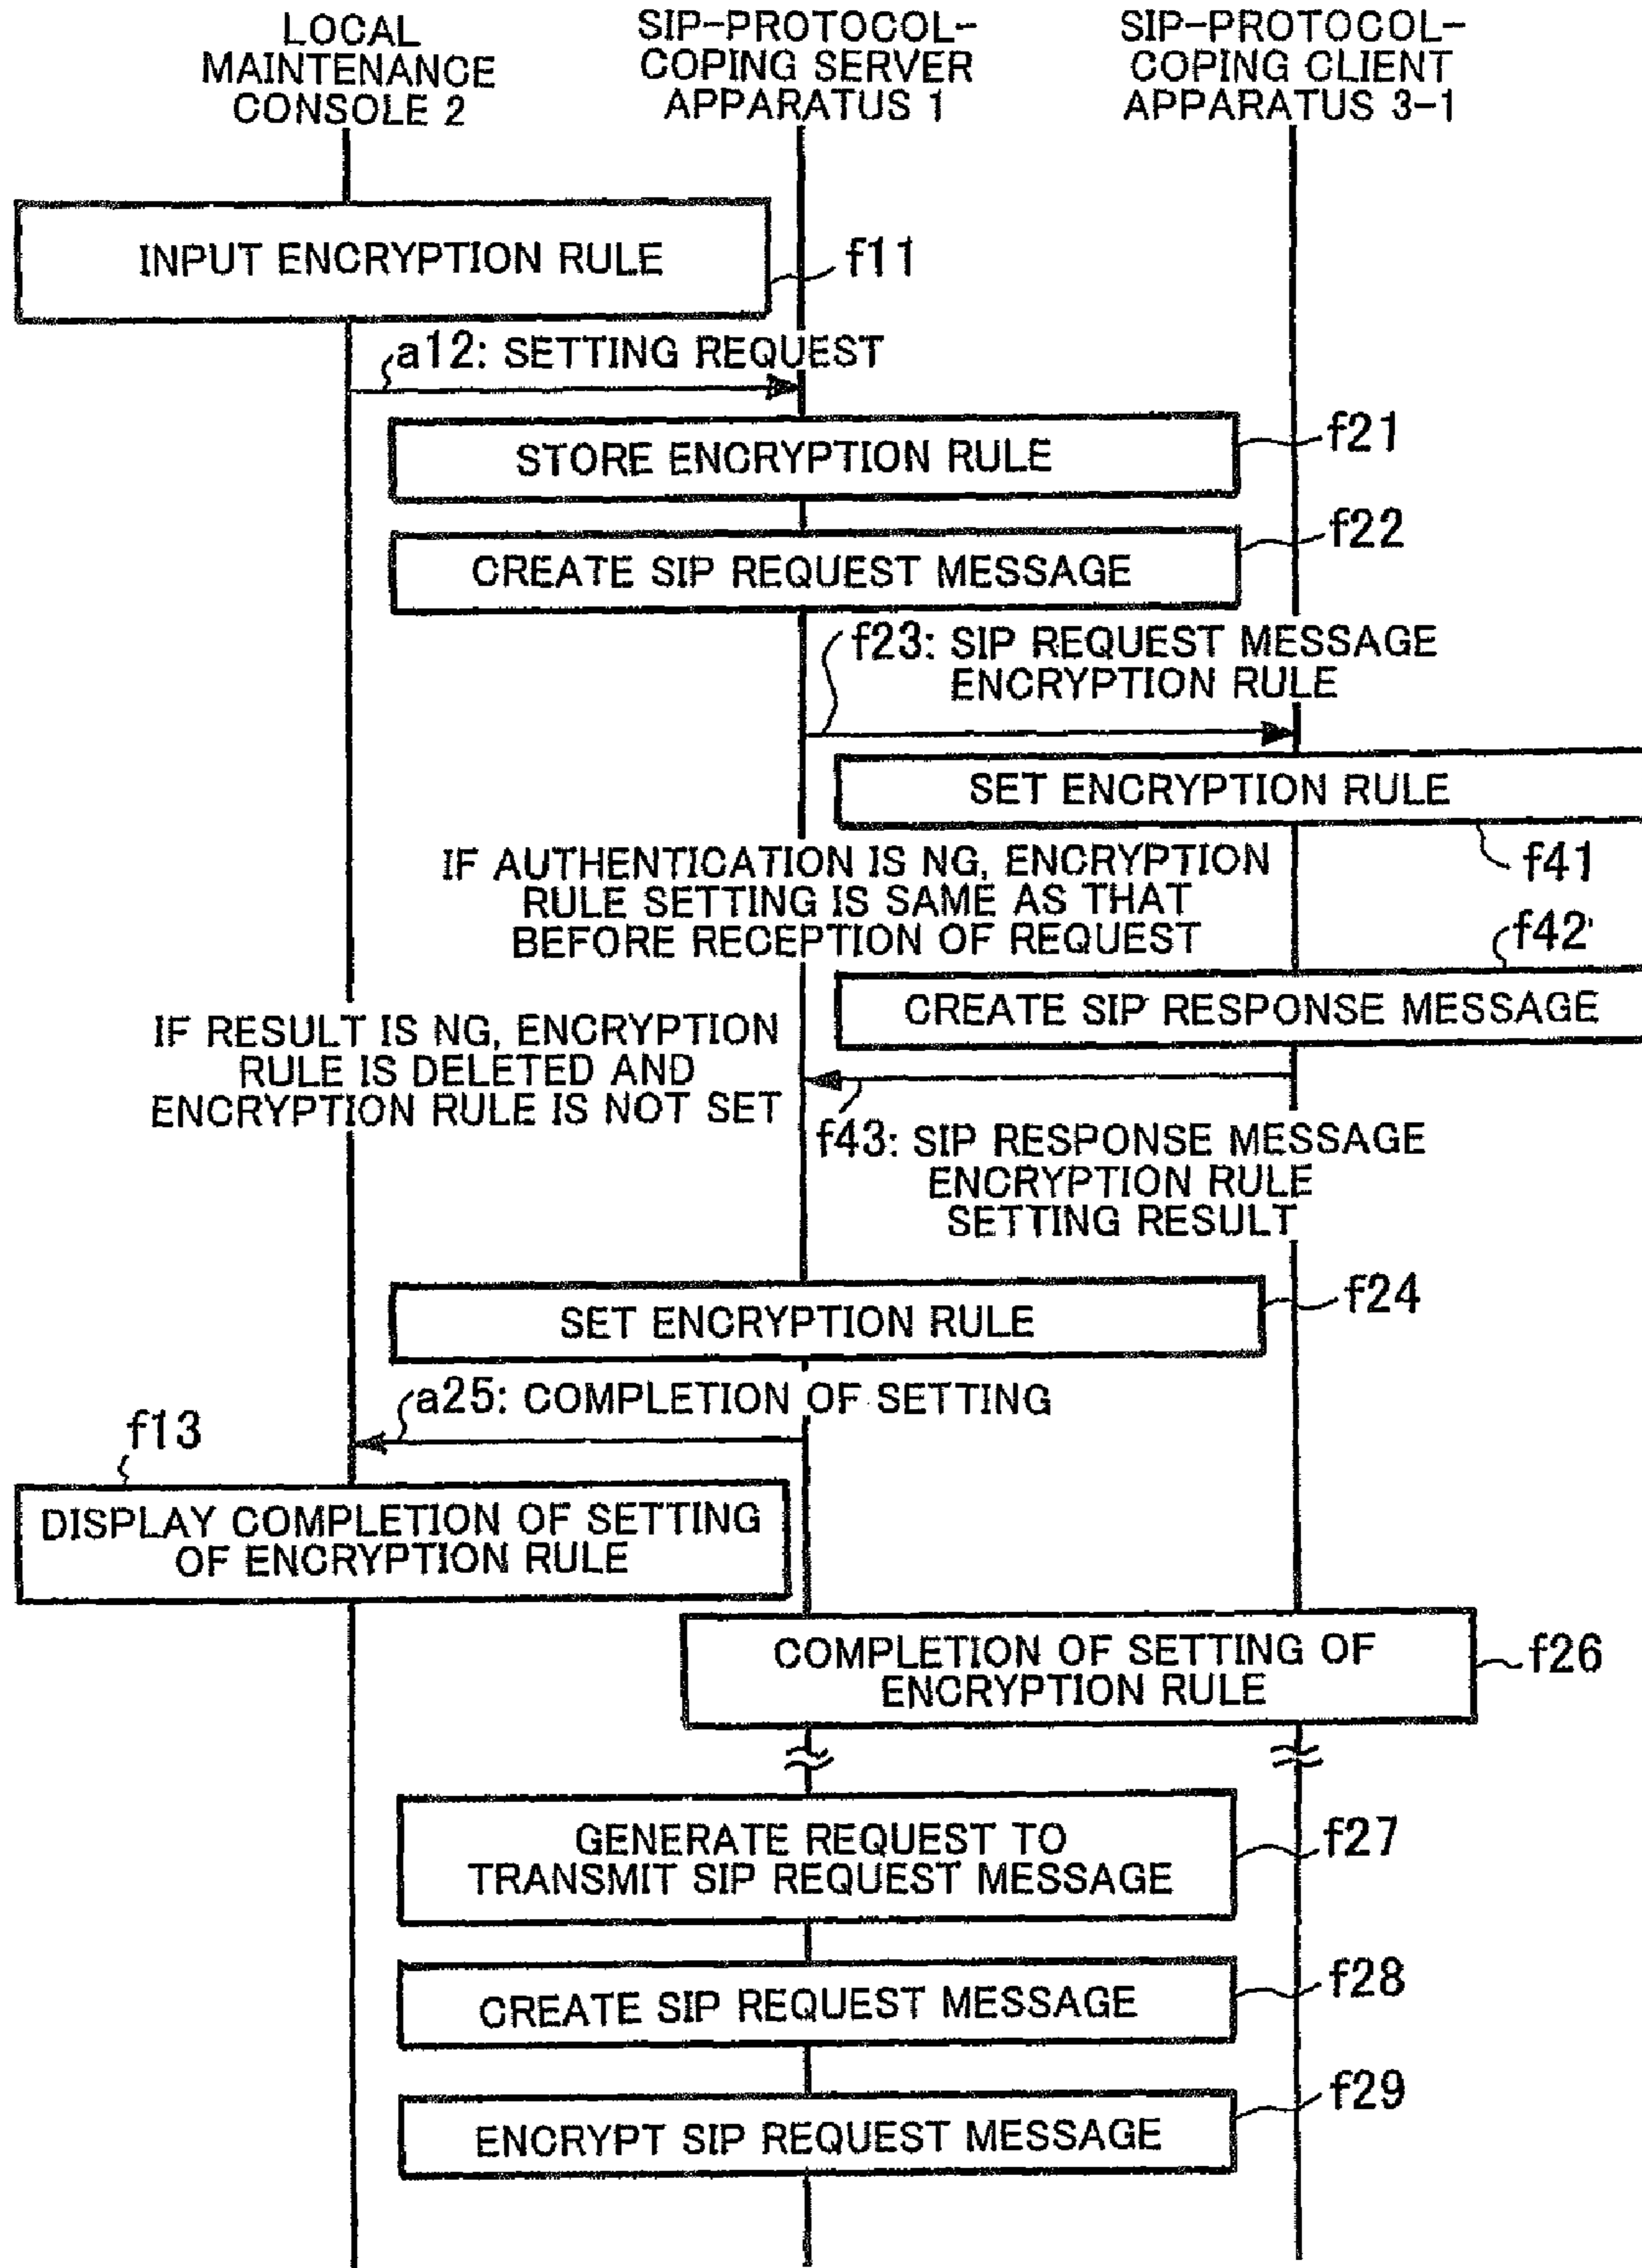 LOCAL
MAINTENANCE
CONSOLE 2
SIP-PROTOCOL-
COPING SERVER
APPARATUS 1
SIP-PROTOCOL-
COPING CLIENT
APPARATUS 3-1
INPUT ENCRYPTION RULE
f11
a12: SETTING REQUEST
STORE ENCRYPTION RULE
f21
CREATE SIP REQUEST MESSAGE
f22
f23: SIP REQUEST MESSAGE
ENCRYPTION RULE
SET ENCRYPTION RULE
f41
IF AUTHENTICATION IS NG, ENCRYPTION
RULE SETTING IS SAME AS THAT
BEFORE RECEPTION OF REQUEST
f42
CREATE SIP RESPONSE MESSAGE
IF RESULT IS NG, ENCRYPTION
RULE IS DELETED AND
ENCRYPTION RULE IS NOT SET
f43: SIP RESPONSE MESSAGE
ENCRYPTION RULE
SETTING RESULT
SET ENCRYPTION RULE
f24
a25: COMPLETION OF SETTING
f13
DISPLAY COMPLETION OF SETTING
OF ENCRYPTION RULE
COMPLETION OF SETTING OF
ENCRYPTION RULE
f26
GENERATE REQUEST TO
TRANSMIT SIP REQUEST MESSAGE
f27
CREATE SIP REQUEST MESSAGE
f28
ENCRYPT SIP REQUEST MESSAGE
f29